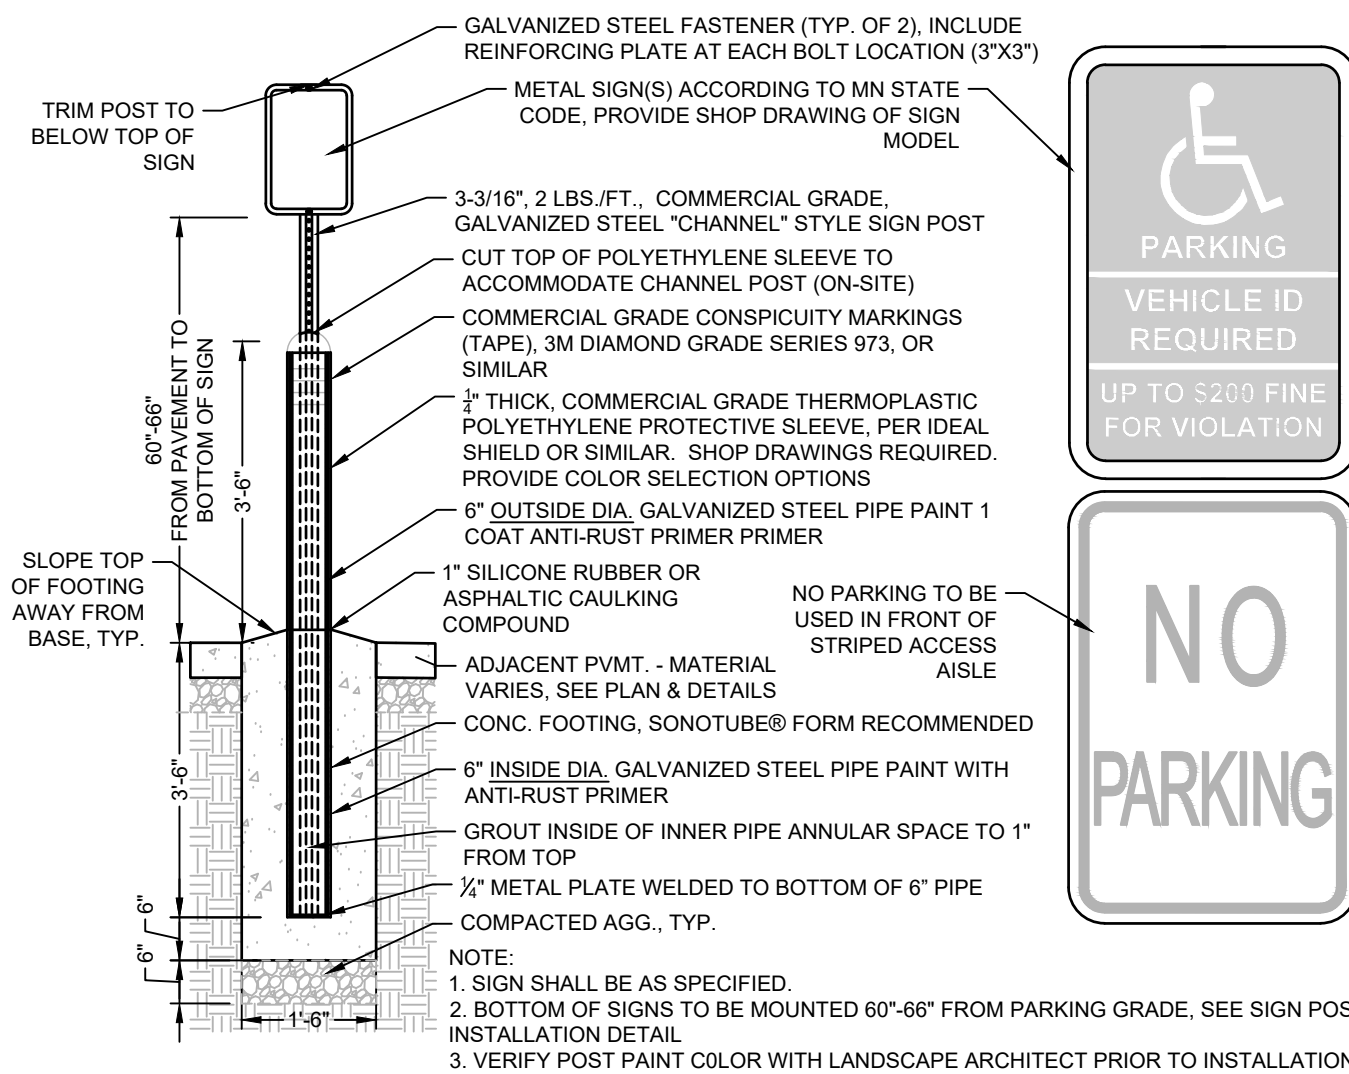 GALVANIZED STEEL FASTENER (TYP. OF 2), INCLUDE
REINFORCING PLATE AT EACH BOLT LOCATION (3"X3")
TRIM POST TO
BELOW TOP OF
SIGN
METAL SIGN(S) ACCORDING TO MN STATE
CODE, PROVIDE SHOP DRAWING OF SIGN
MODEL
3-3/16", 2 LBS./FT., COMMERCIAL GRADE,
GALVANIZED STEEL "CHANNEL" STYLE SIGN POST
CUT TOP OF POLYETHYLENE SLEEVE TO
ACCOMMODATE CHANNEL POST (ON-SITE)
COMMERCIAL GRADE CONSPICUITY MARKINGS
(TAPE), 3M DIAMOND GRADE SERIES 973, OR
SIMILAR
1/4" THICK, COMMERCIAL GRADE THERMOPLASTIC
POLYETHYLENE PROTECTIVE SLEEVE, PER IDEAL
SHIELD OR SIMILAR. SHOP DRAWINGS REQUIRED.
PROVIDE COLOR SELECTION OPTIONS
6" OUTSIDE DIA. GALVANIZED STEEL PIPE PAINT 1
COAT ANTI-RUST PRIMER PRIMER
60"-66"
FROM PAVEMENT TO
BOTTOM OF SIGN
3'-6"
SLOPE TOP
OF FOOTING
AWAY FROM
BASE, TYP.
1" SILICONE RUBBER OR
ASPHALTIC CAULKING
COMPOUND
NO PARKING TO BE
USED IN FRONT OF
STRIPED ACCESS
AISLE
ADJACENT PVMT. - MATERIAL
VARIES, SEE PLAN & DETAILS
CONC. FOOTING, SONOTUBE® FORM RECOMMENDED
6" INSIDE DIA. GALVANIZED STEEL PIPE PAINT WITH
ANTI-RUST PRIMER
GROUT INSIDE OF INNER PIPE ANNULAR SPACE TO 1"
FROM TOP
1/4" METAL PLATE WELDED TO BOTTOM OF 6” PIPE
COMPACTED AGG., TYP.
3'-6"
6"
6"
1'-6"
PARKING
VEHICLE ID
REQUIRED
UP TO $200 FINE
FOR VIOLATION
NO
PARKING
NOTE:
1. SIGN SHALL BE AS SPECIFIED.
2. BOTTOM OF SIGNS TO BE MOUNTED 60"-66" FROM PARKING GRADE, SEE SIGN POS
INSTALLATION DETAIL
3. VERIFY POST PAINT C0LOR WITH LANDSCAPE ARCHITECT PRIOR TO INSTALLATION